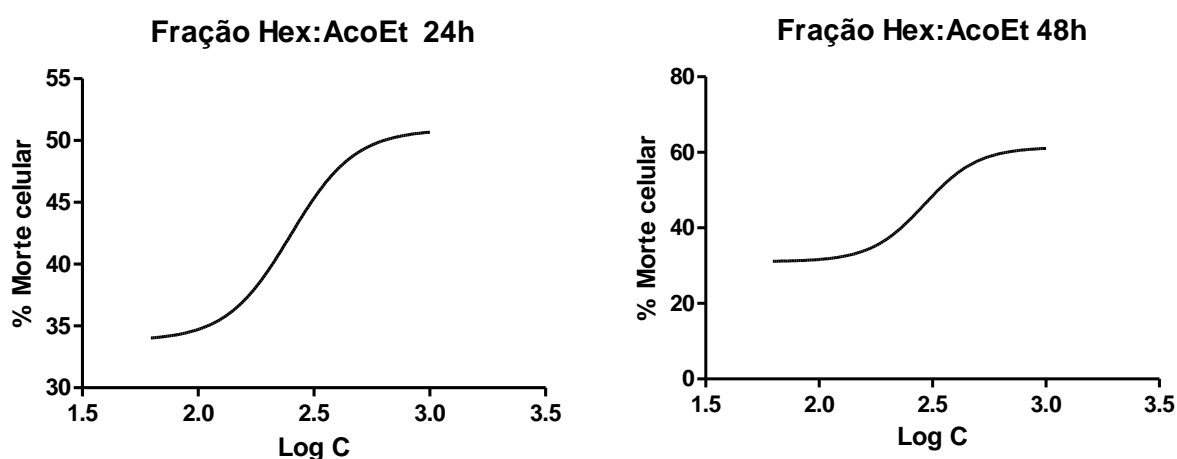 Fração Hex:AcoEt 24h
% Morte celular
55
50
45
40
35
30
1.5 2.0 2.5 3.0 3.5
Log C
Fração Hex:AcoEt 48h
% Morte celular
80
60
40
20
0
1.5 2.0 2.5 3.0 3.5
Log C